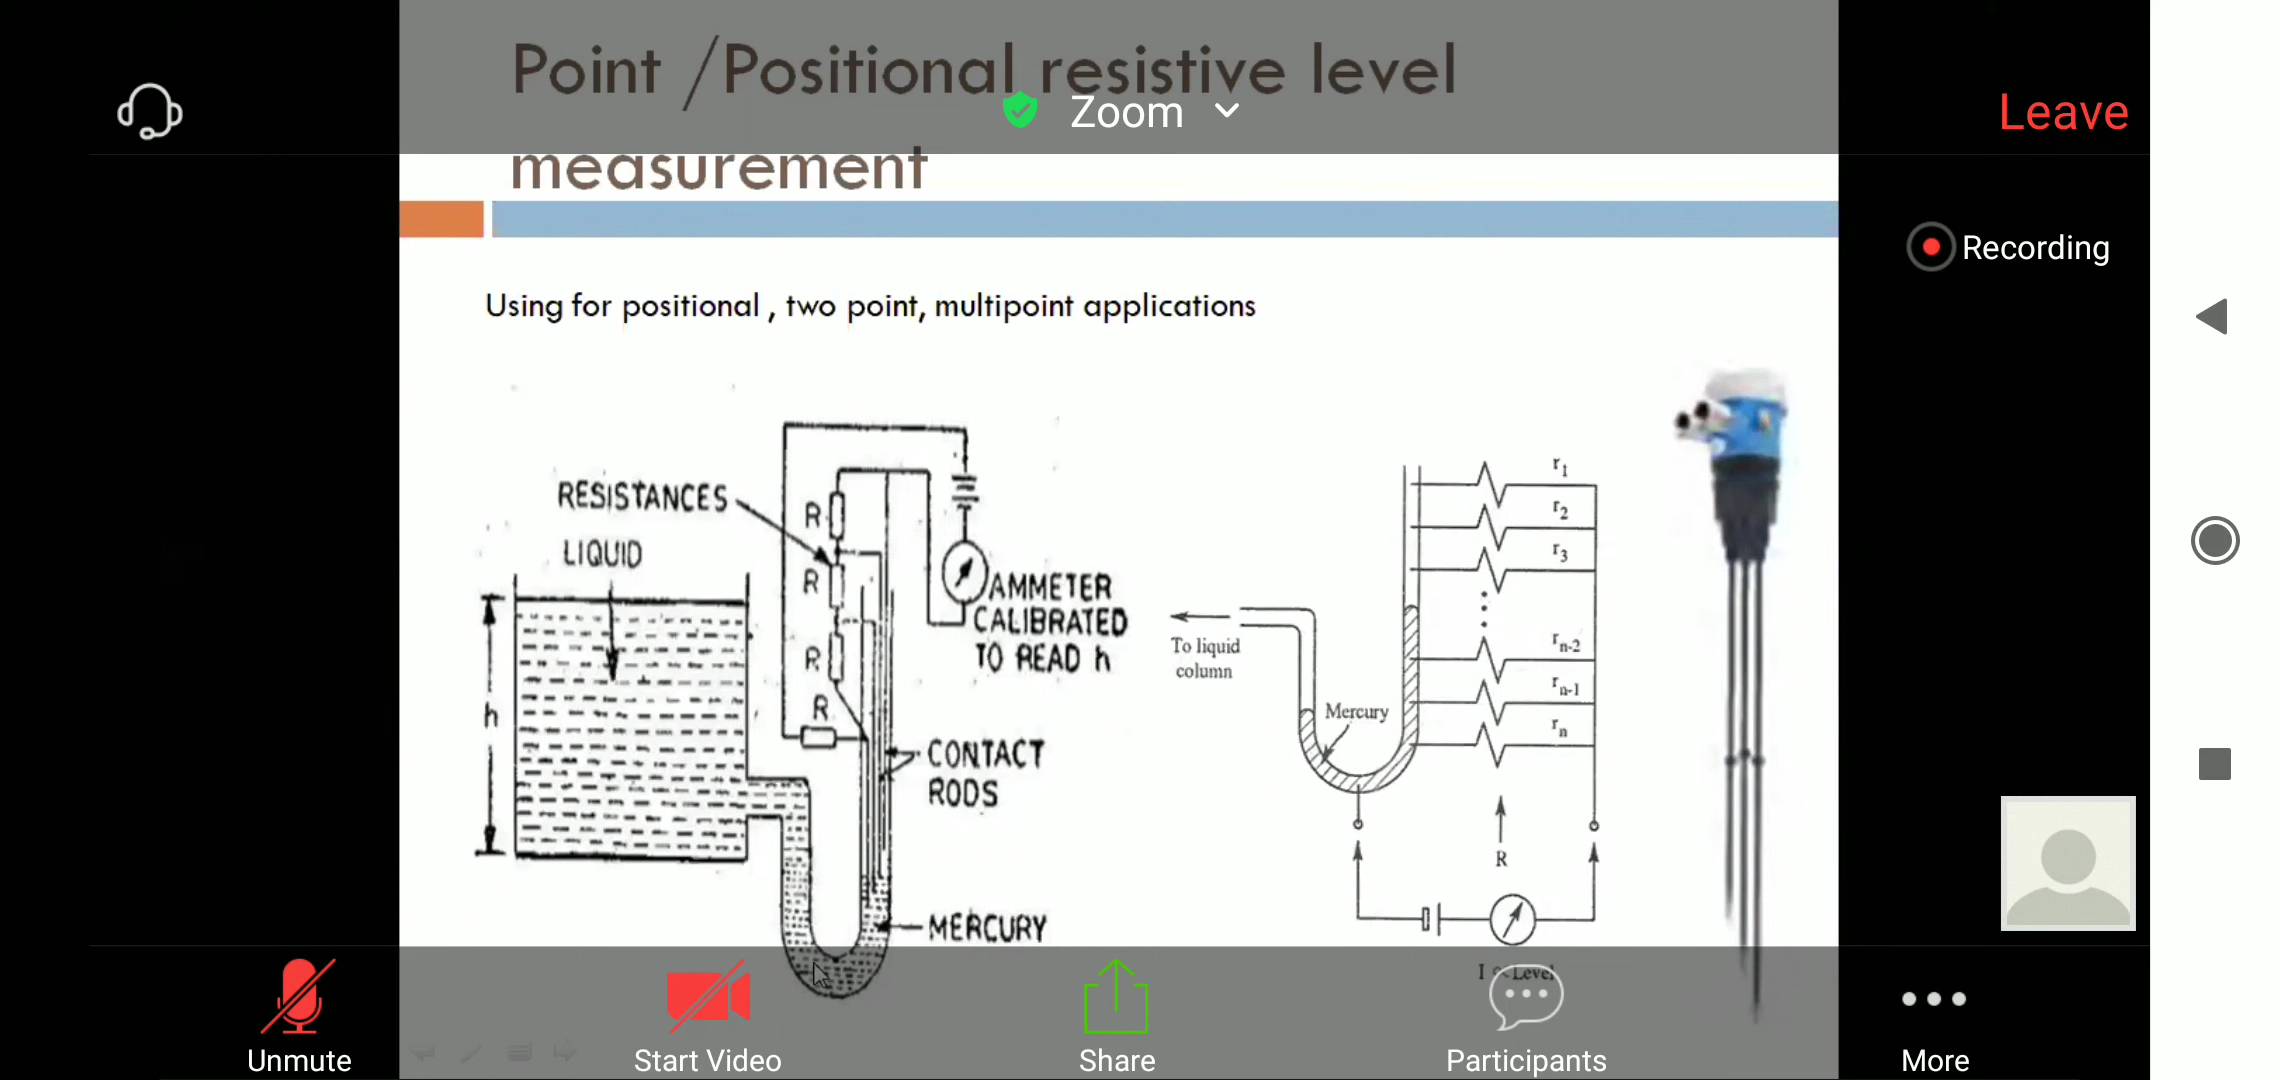 Point /Positional resistive level
Zoom
Leave
measurement
Recording
Using for positional , two point, multipoint applications
RESISTANCES
LIQUID
R
R
R
R
h
AMMETER
CALIBRATED
TO READ h
CONTACT
RODS
MERCURY
To liquid
column
Mercury
r1
r2
r3
rn-2
rn-1
rn
R
I ∝ Level
Unmute
Start Video
Share
Participants
More